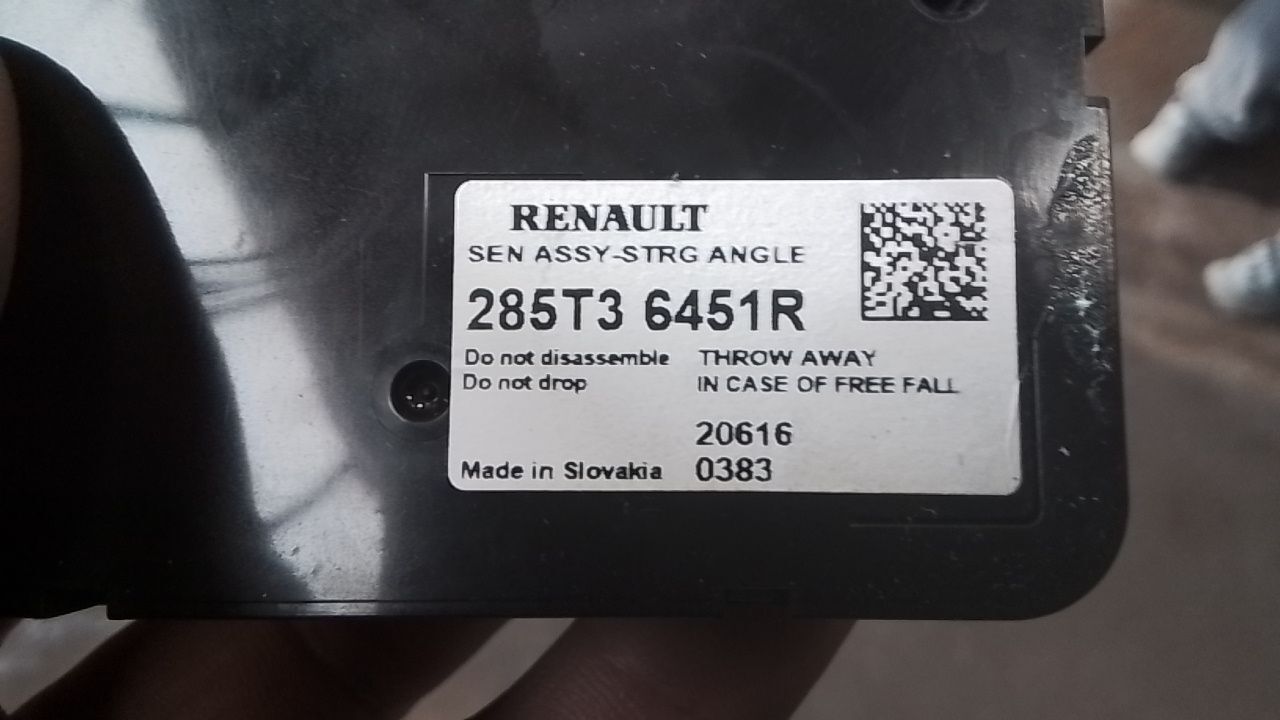 RENAULT
SEN ASSY-STRG ANGLE
285T3 6451R
Do not disassemble THROW AWAY
Do not drop IN CASE OF FREE FALL
20616
Made in Slovakia 0383